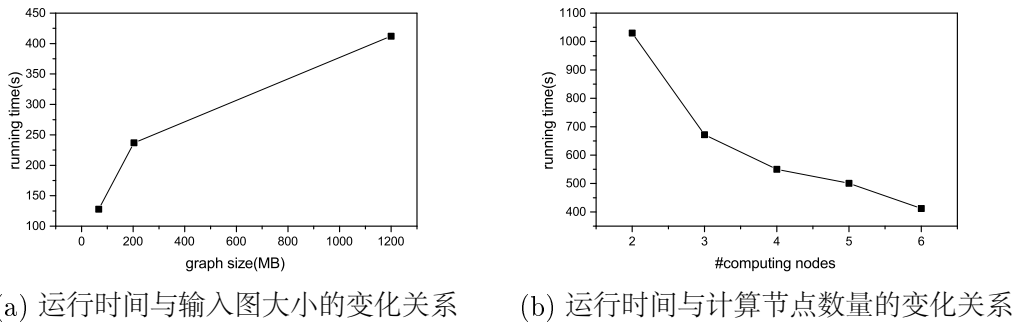 450
400
350
300
250
200
150
100
running time(s)
0 200 400 600 800 1000 1200
graph size(MB)
(a) 运行时间与输入图大小的变化关系
1100
1000
900
800
700
600
500
400
running time(s)
2 3 4 5 6
#computing nodes
(b) 运行时间与计算节点数量的变化关系